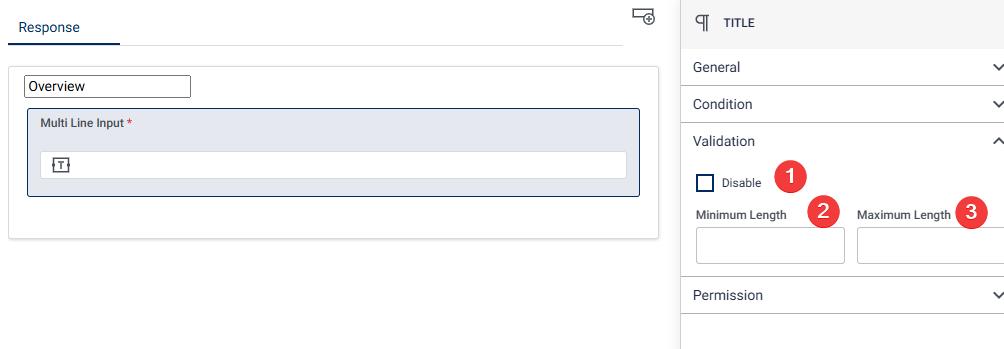 Response
Overview
Multi Line Input *
T
TITLE
General
Condition
Validation
Disable 1
Minimum Length 2 Maximum Length 3
Permission